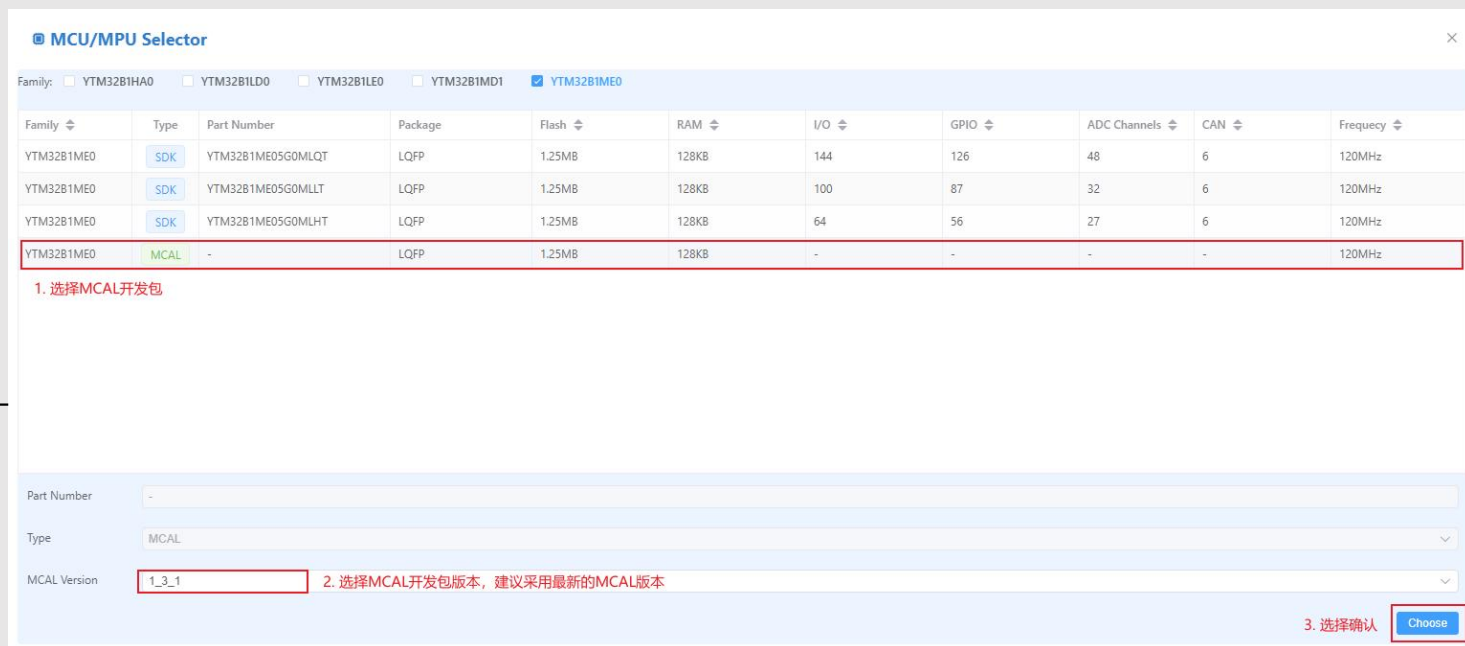 MCU/MPU Selector
Family: YTM32B1HA0 YTM32B1LD0 YTM32B1LE0 YTM32B1MD1 YTM32B1ME0
Family Type Part Number Package Flash RAM I/O GPIO ADC Channels CAN Frequecy
YTM32B1ME0 SDK YTM32B1ME05G0MLQT LQFP 1.25MB 128KB 144 126 48 6 120MHz
YTM32B1ME0 SDK YTM32B1ME05G0MLLT LQFP 1.25MB 128KB 100 87 32 6 120MHz
YTM32B1ME0 SDK YTM32B1ME05G0MLHT LQFP 1.25MB 128KB 64 56 27 6 120MHz
YTM32B1ME0 MCAL - LQFP 1.25MB 128KB - - - - 120MHz
1. 选择MCAL开发包
Part Number -
Type MCAL
MCAL Version 1_3_1 2. 选择MCAL开发包版本，建议采用最新的MCAL版本
3. 选择确认 Choose